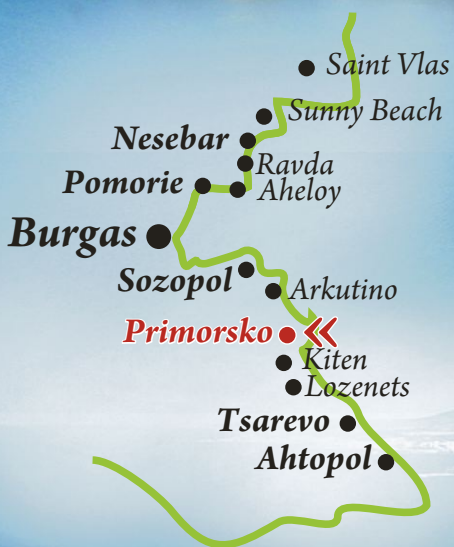 Saint Vlas
Sunny Beach
Nesebar
Ravda
Pomorie
Aheloy
Burgas
Sozopol
Arkutino
Primorsko
Kiten
Lozenets
Tsarevo
Ahtopol